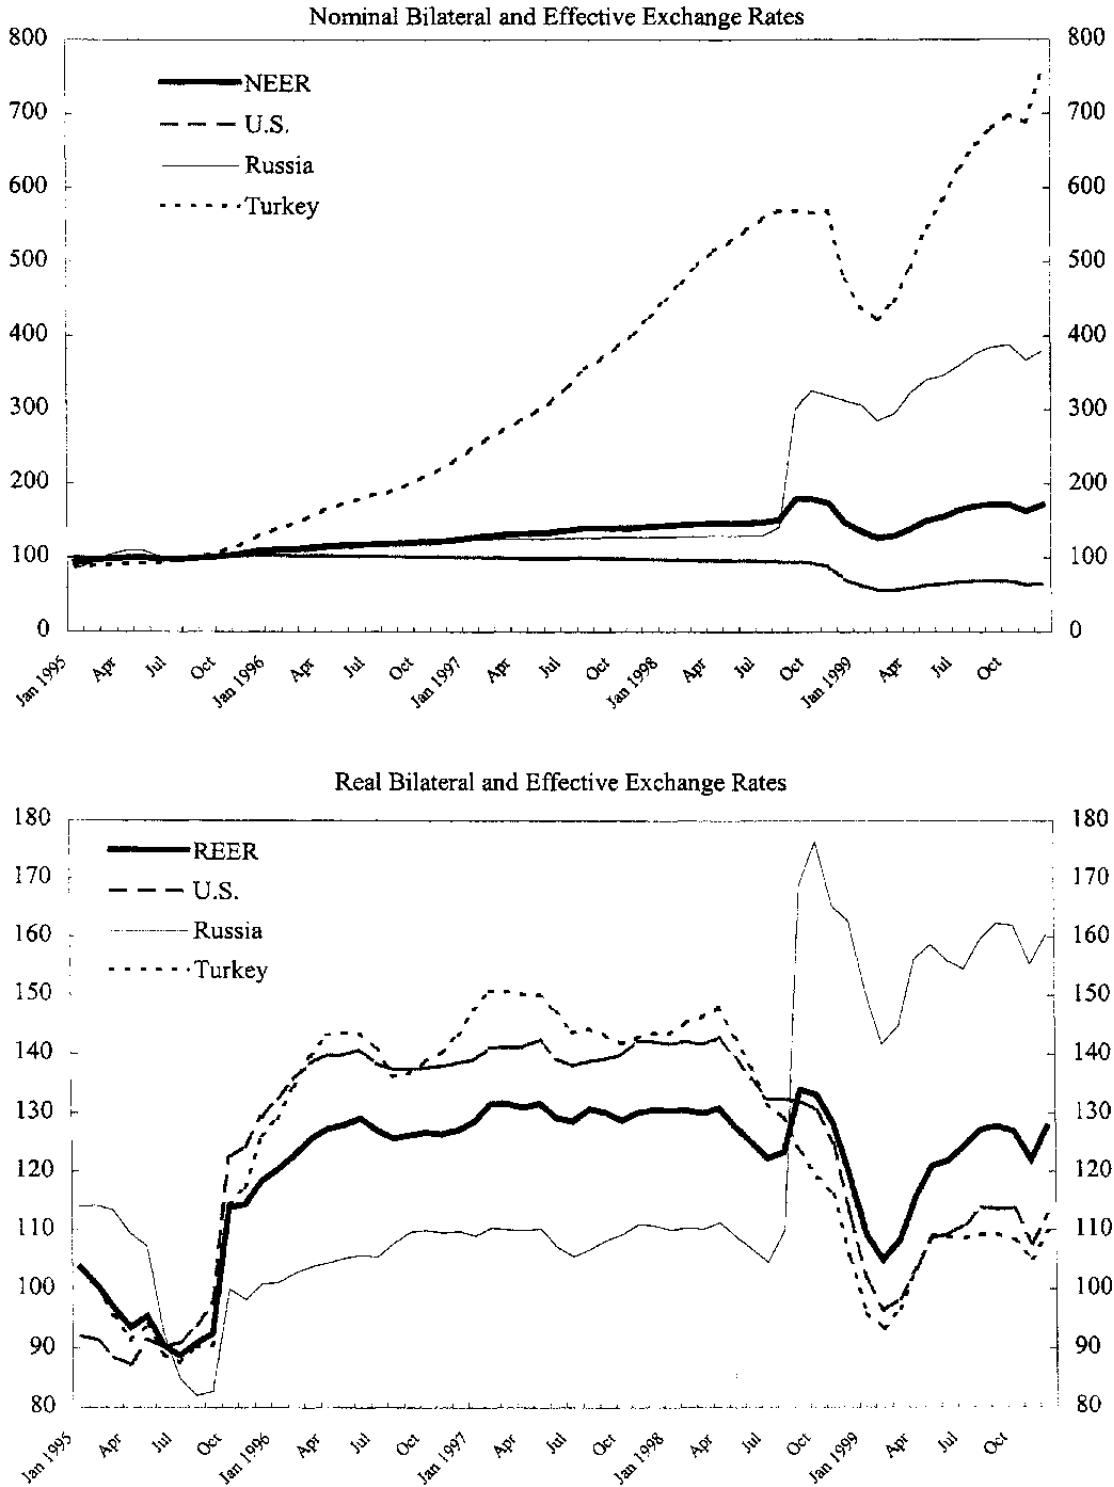 Nominal Bilateral and Effective Exchange Rates
800 800
NEER
700 700
U.S.
Russia
600 600
Turkey
500 500
400 400
300 300
200 200
100 100
0 0
Jan 1995 Apr Jul Oct Jan 1996 Apr Jul Oct Jan 1997 Apr Jul Oct Jan 1998 Apr Jul Oct Jan 1999 Apr Jul Oct
Real Bilateral and Effective Exchange Rates
180 180
REER
170 170
U.S.
160 160
Russia
Turkey
150 150
140 140
130 130
120 120
110 110
100 100
90 90
80 80
Jan 1995 Apr Jul Oct Jan 1996 Apr Jul Oct Jan 1997 Apr Jul Oct Jan 1998 Apr Jul Oct Jan 1999 Apr Jul Oct